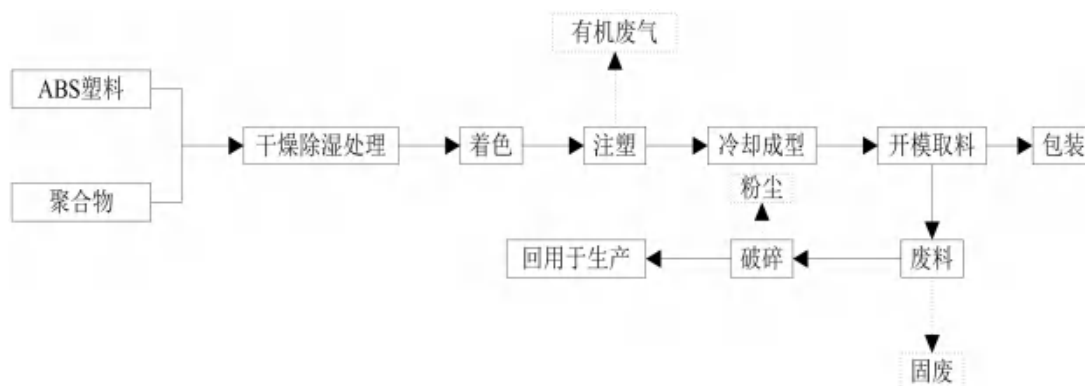 有机废气
ABS塑料
干燥除湿处理
着色
注塑
冷却成型
开模取料
包装
聚合物
粉尘
回用于生产
破碎
废料
固废